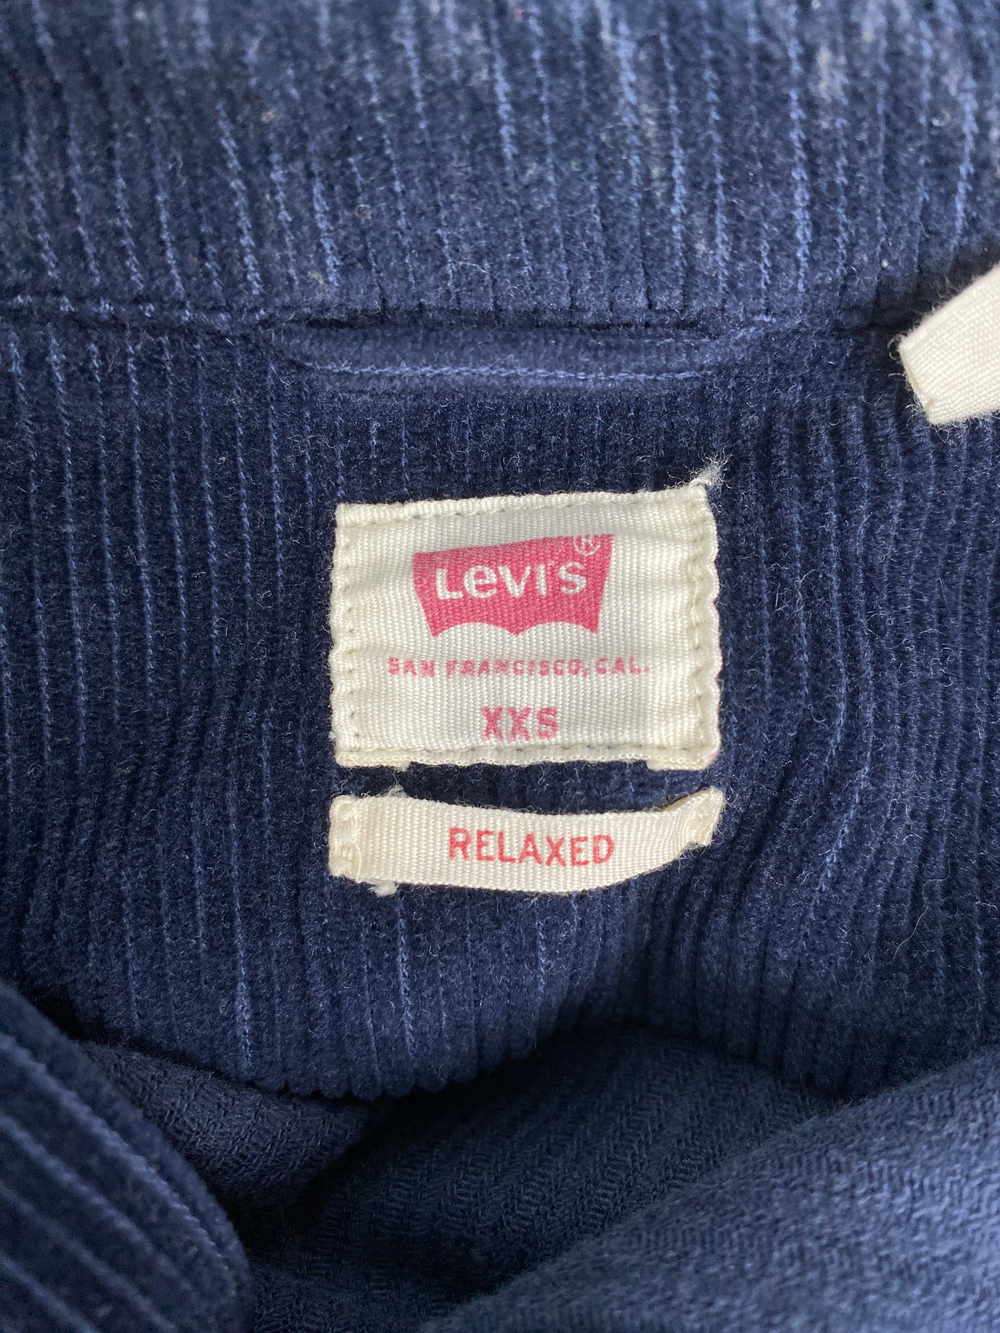 LEVI'S®
SAN FRANCISCO, CAL.
XXS
RELAXED